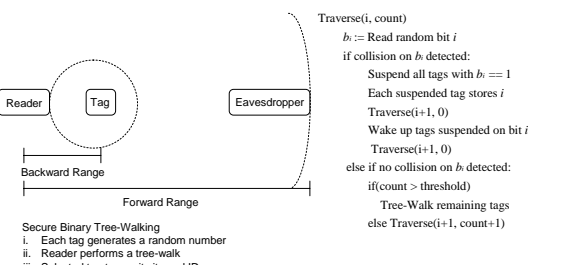 Reader
Tag
Eavesdropper
Backward Range
Forward Range
Secure Binary Tree-Walking
i. Each tag generates a random number
ii. Reader performs a tree-walk
Traverse(i, count)
bi := Read random bit i
if collision on bi detected:
Suspend all tags with bi == 1
Each suspended tag stores i
Traverse(i+1, 0)
Wake up tags suspended on bit i
Traverse(i+1, 0)
else if no collision on bi detected:
if(count > threshold)
Tree-Walk remaining tags
else Traverse(i+1, count+1)